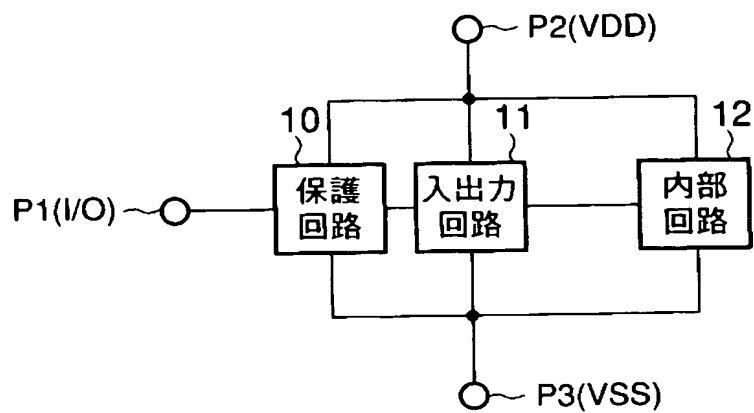 P2(VDD)
10
11
12
P1(I/O)
保護
回路
入出力
回路
内部
回路
P3(VSS)